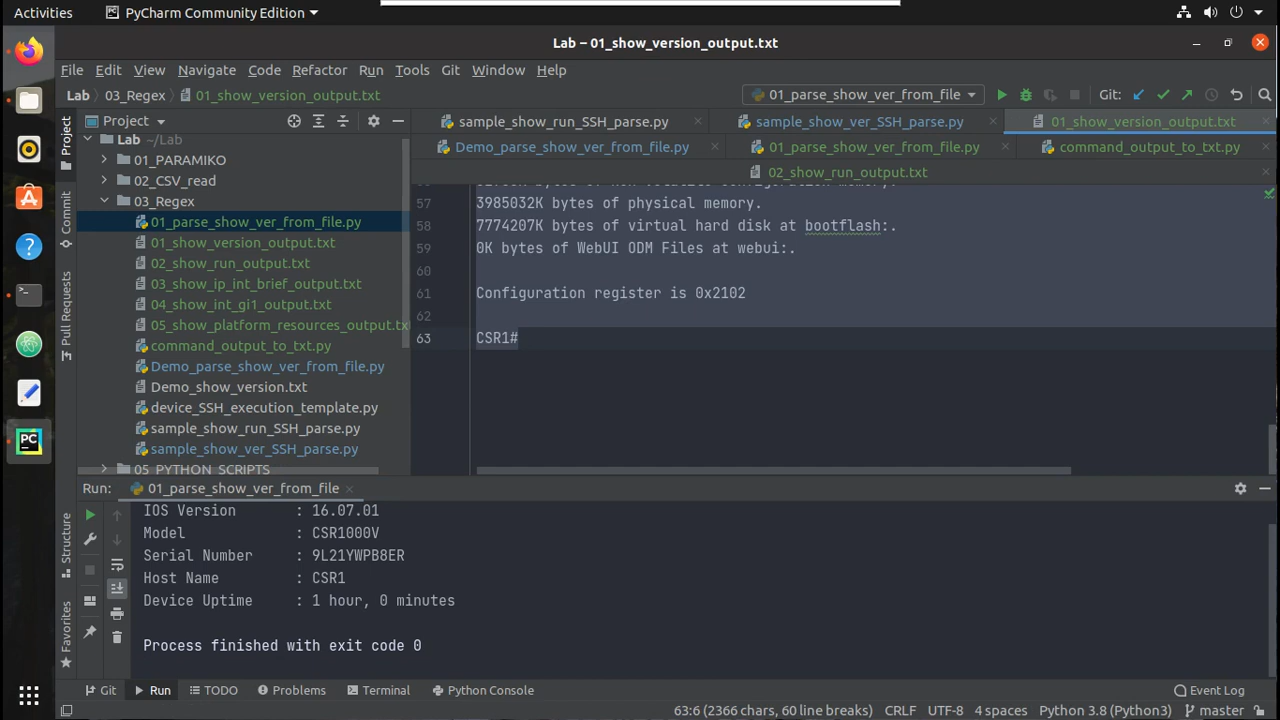 Activities PyCharm Community Edition
Lab – 01_show_version_output.txt
File Edit View Navigate Code Refactor Run Tools Git Window Help
Lab 03_Regex 01_show_version_output.txt 01_parse_show_ver_from_file Git:
Project
Commit
Pull Requests
Structure
Favorites
Project
Lab ~/Lab
01_PARAMIKO
02_CSV_read
03_Regex
01_parse_show_ver_from_file.py
01_show_version_output.txt
02_show_run_output.txt
03_show_ip_int_brief_output.txt
04_show_int_gi1_output.txt
05_show_platform_resources_output.txt
command_output_to_txt.py
Demo_parse_show_ver_from_file.py
Demo_show_version.txt
device_SSH_execution_template.py
sample_show_run_SSH_parse.py
sample_show_ver_SSH_parse.py
05_PYTHON_SCRIPTS
sample_show_run_SSH_parse.py sample_show_ver_SSH_parse.py 01_show_version_output.txt
Demo_parse_show_ver_from_file.py 01_parse_show_ver_from_file.py command_output_to_txt.py
02_show_run_output.txt
57 3985032K bytes of physical memory.
58 7774207K bytes of virtual hard disk at bootflash:.
59 0K bytes of WebUI ODM Files at webui:.
60
61 Configuration register is 0x2102
62
63 CSR1#
Run: 01_parse_show_ver_from_file
IOS Version : 16.07.01
Model : CSR1000V
Serial Number : 9L21YWPB8ER
Host Name : CSR1
Device Uptime : 1 hour, 0 minutes
Process finished with exit code 0
Git Run TODO Problems Terminal Python Console Event Log
63:6 (2366 chars, 60 line breaks) CRLF UTF-8 4 spaces Python 3.8 (Python3) master